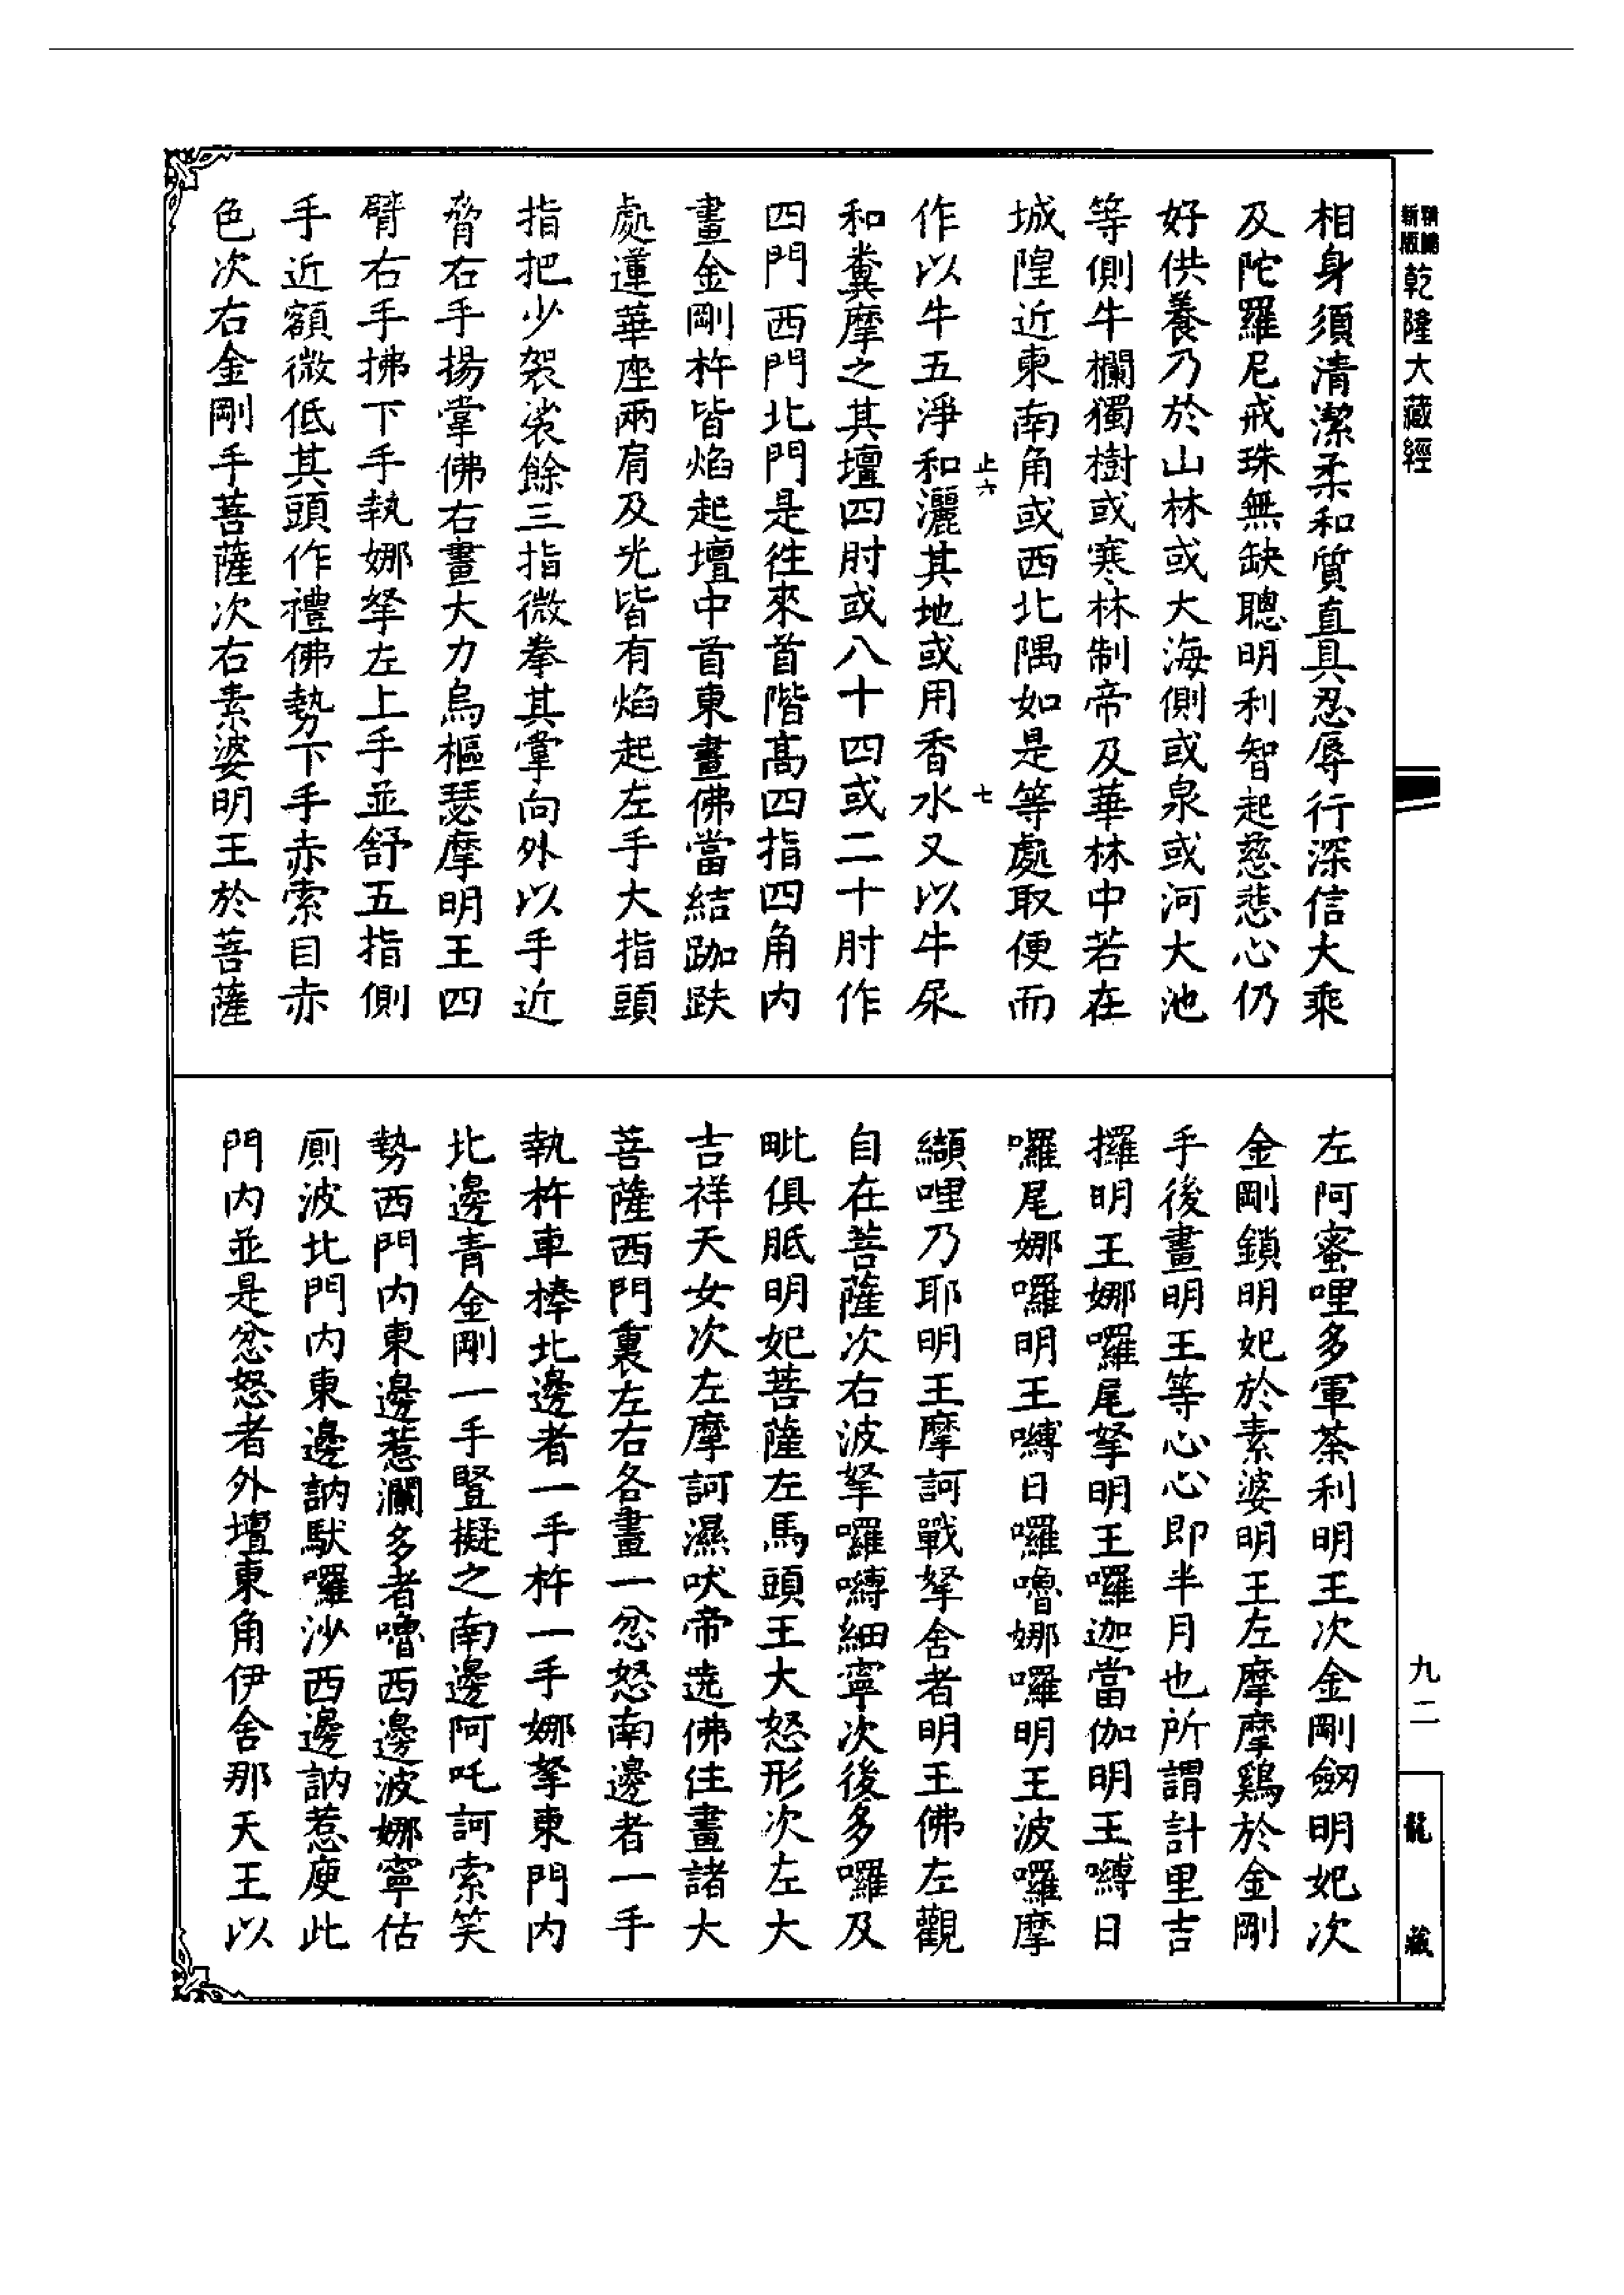 乾隆大藏經
相身須清潔柔和質直具忍辱行深信大乘
及陀羅尼戒珠無缺聰明利智起慈悲心仍
好供養乃於山林或大海側或泉或河大池
等側牛欄獨樹或寒林制帝及華林中若在
城隍近東南角或西北隅如是等處取便而
作以牛五淨和灑其地或用香水又以牛尿
和糞摩之其壇四肘或八十四或二十肘作
四門西門北門是往來首階高四指四角內
畫金剛杵皆焰起壇中首東畫佛當結跏趺
處蓮華座兩肩及光皆有焰起左手大指頭
指把少袈裟餘三指微拳其掌向外以手近
脅右手揚掌佛右畫大力烏樞瑟摩明王四
臂右手拂下手執娜拏左上手並舒五指側
手近額微低其頭作禮佛勢下手赤索目赤
色次右金剛手菩薩次右素婆明王於菩薩
左阿蜜哩多軍荼利明王次金剛劒明妃次
金剛鎖明妃於素婆明王左摩摩鷄於金剛
手後畫明王等心心即半月也所謂計里吉
攞明王娜囉尾拏明王囉迦當伽明王嚩日
囉尾娜囉明王嚩日囉嚕娜囉明王波囉摩
纈哩乃耶明王摩訶戰拏舍者明王佛左觀
自在菩薩次右波拏囉嚩細寧次後多囉及
毗俱胝明妃菩薩左馬頭王大怒形次左大
吉祥天女次左摩訶濕吠帝遶佛住畫諸大
菩薩西門裏左右各畫一忿怒南邊者一手
執杵車棒北邊者一手杵一手娜拏東門內
北邊青金剛一手豎擬之南邊阿吒訶索笑
勢西門內東邊惹瀾多者嚕西邊波娜寧估
廁波北門內東邊訥馱囉沙西邊訥惹庾此
門內並是忿怒者外壇東角伊舍那天王以
止六
七
九二
龍藏